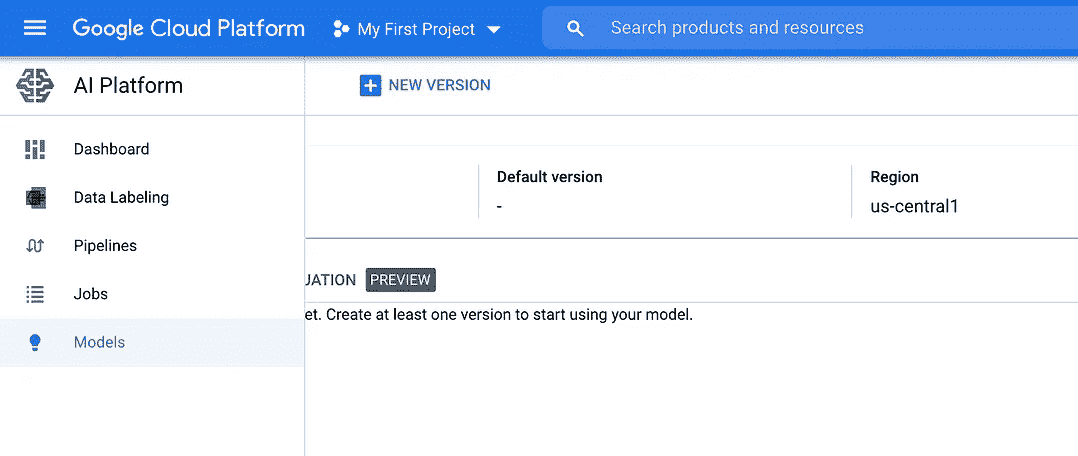 Google Cloud Platform
My First Project
Search products and resources
AI Platform
NEW VERSION
Dashboard
Data Labeling
Pipelines
Jobs
Models
Default version
-
Region
us-central1
UATION PREVIEW
et. Create at least one version to start using your model.